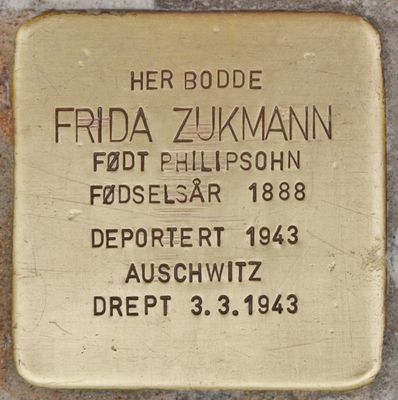 HER BODDE
FRIDA ZUKMANN
FØDT PHILIPSOHN
FØDSELSÅR 1888
DEPORTERT 1943
AUSCHWITZ
DREPT 3.3.1943